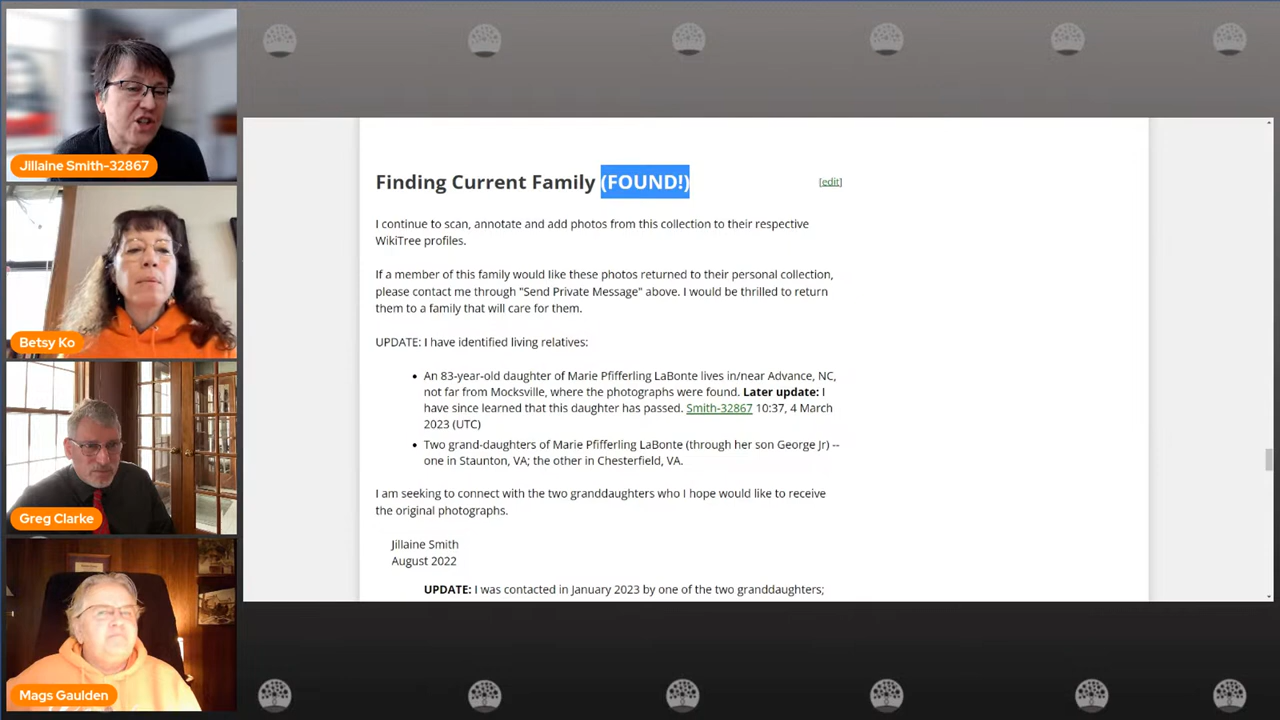 Jillaine Smith-32867
Betsy Ko
Greg Clarke
Mags Gaulden
Finding Current Family (FOUND!)
[edit]
I continue to scan, annotate and add photos from this collection to their respective
WikiTree profiles.
If a member of this family would like these photos returned to their personal collection,
please contact me through "Send Private Message" above. I would be thrilled to return
them to a family that will care for them.
UPDATE: I have identified living relatives:
• An 83-year-old daughter of Marie Pfifferling LaBonte lives in/near Advance, NC,
not far from Mocksville, where the photographs were found. Later update: I
have since learned that this daughter has passed. Smith-32867 10:37, 4 March
2023 (UTC)
• Two grand-daughters of Marie Pfifferling LaBonte (through her son George Jr) --
one in Staunton, VA; the other in Chesterfield, VA.
I am seeking to connect with the two granddaughters who I hope would like to receive
the original photographs.
Jillaine Smith
August 2022
UPDATE: I was contacted in January 2023 by one of the two granddaughters;